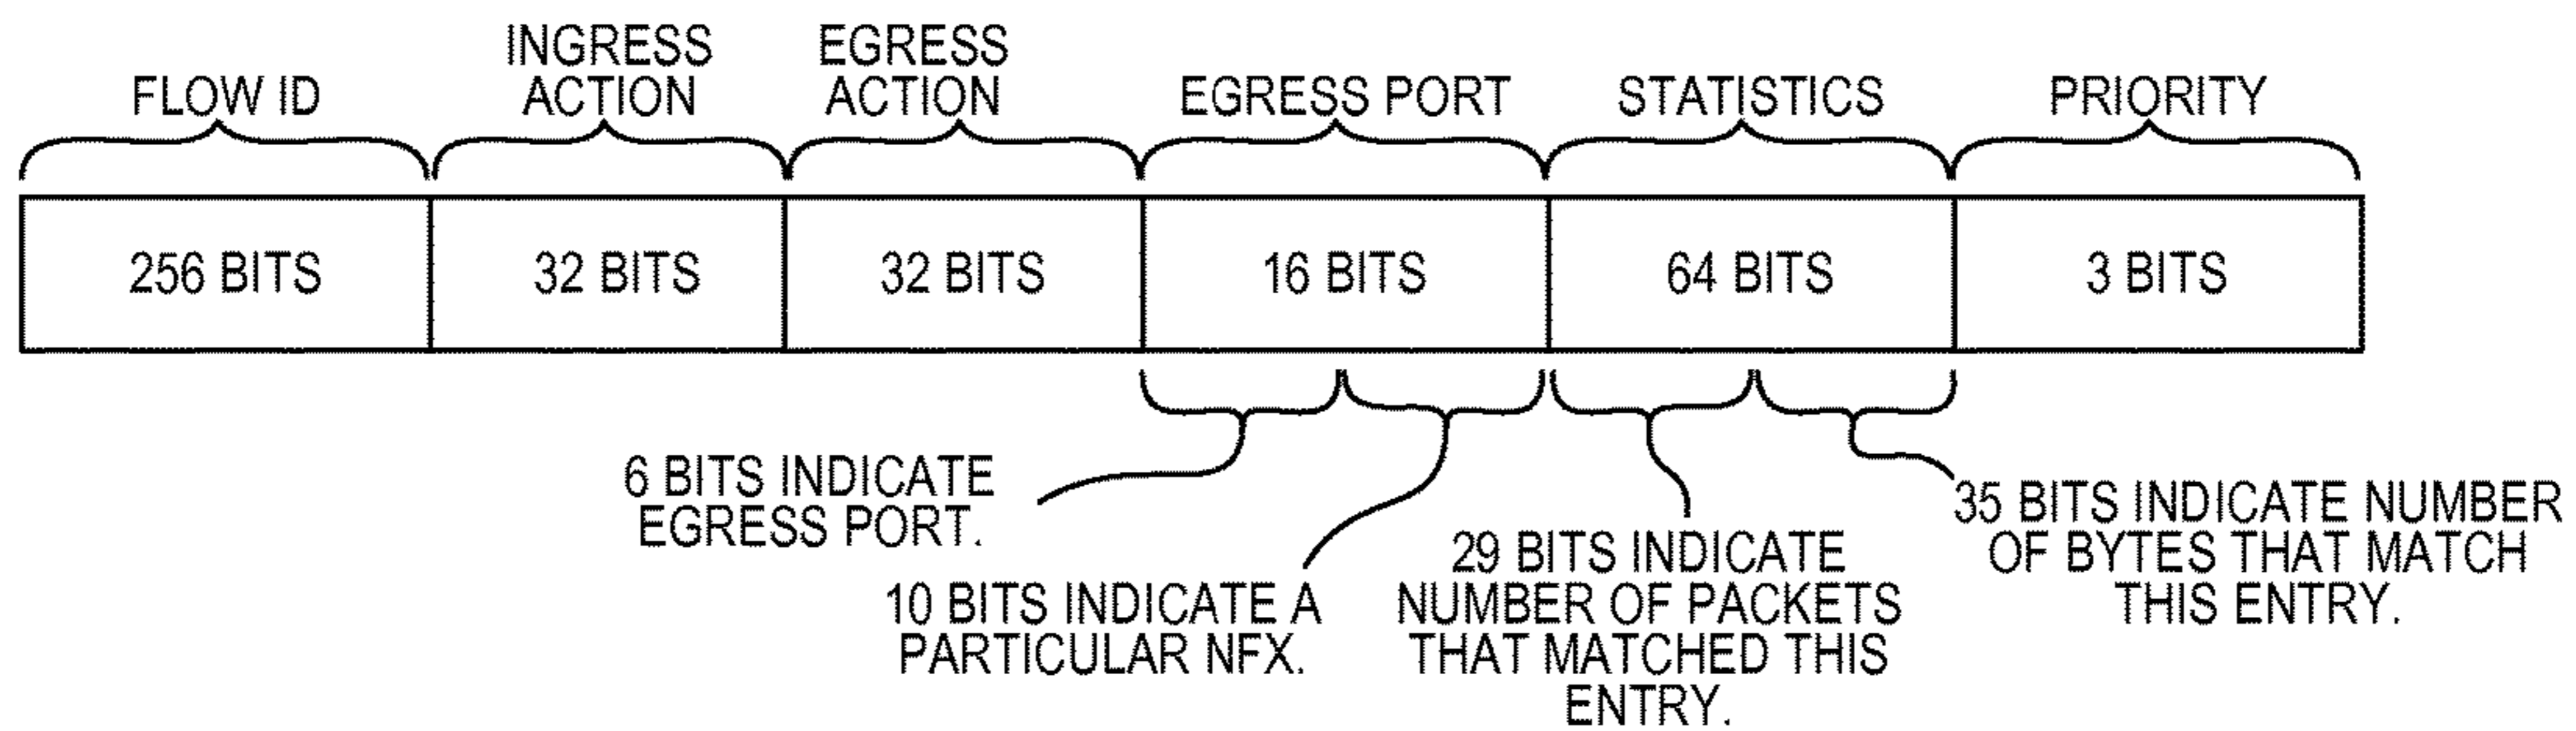 FLOW ID
INGRESS
ACTION
EGRESS
ACTION
EGRESS PORT
STATISTICS
PRIORITY
256 BITS
32 BITS
32 BITS
16 BITS
64 BITS
3 BITS
6 BITS INDICATE
EGRESS PORT.
10 BITS INDICATE A
PARTICULAR NFX.
29 BITS INDICATE
NUMBER OF PACKETS
THAT MATCHED THIS
ENTRY.
35 BITS INDICATE NUMBER
OF BYTES THAT MATCH
THIS ENTRY.